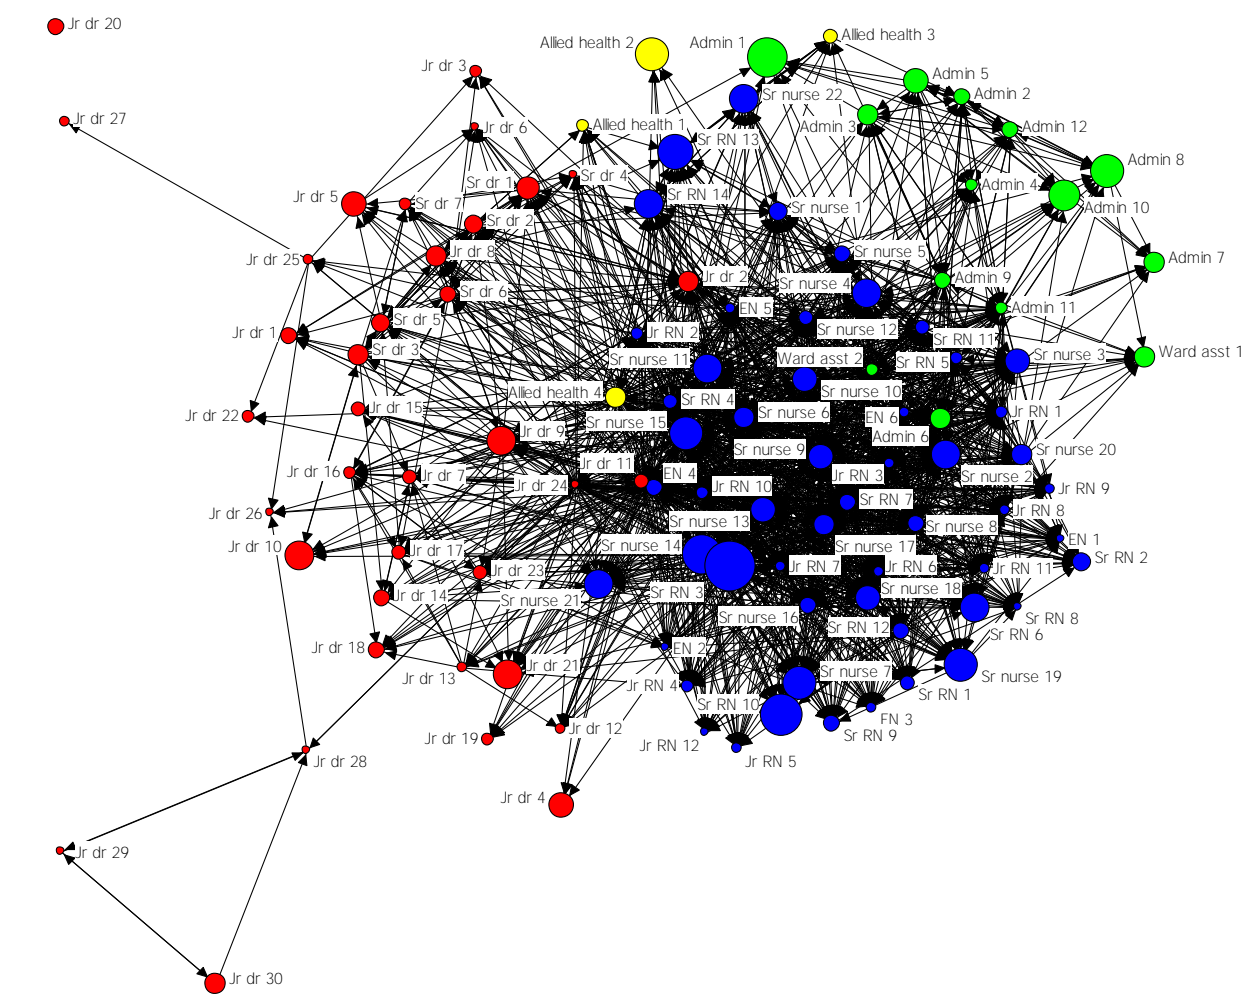 Jr dr 20
Allied health 2
Admin 1
Allied health 3
Jr dr 3
Admin 5
Admin 2
Sr nurse 22
Jr dr 27
Jr dr 6
Allied health 1
Admin 3
Admin 12
Sr RN 13
Admin 8
Sr dr 1
Sr dr 4
Admin 4
Jr dr 5
Sr dr 7
Sr RN 14
Sr nurse 1
Admin 10
Sr dr 2
Jr dr 8
Sr nurse 5
Jr dr 25
Admin 7
Jr dr 2
Sr nurse 4
Admin 9
Sr dr 6
EN 5
Admin 11
Sr dr 5
Jr dr 1
Jr RN 2
Sr nurse 12
Sr RN 11
Sr dr 3
Sr nurse 11
Ward asst 2
Sr RN 5
Sr nurse 3
Ward asst 1
Allied health 4
Sr nurse 10
Sr RN 4
Jr dr 22
Jr dr 15
Sr nurse 15
Sr nurse 6
EN 6
Jr RN 1
Jr dr 9
Admin 6
Sr nurse 9
Sr nurse 20
Jr dr 16
Jr dr 7
Jr dr 11
EN 4
Jr RN 3
Sr nurse 2
Jr dr 24
Jr RN 10
Jr RN 9
Sr RN 7
Jr dr 26
Sr nurse 13
Sr nurse 8
Jr RN 8
Jr dr 10
Jr dr 17
Sr nurse 14
Sr nurse 17
EN 1
Sr RN 2
Jr dr 23
Jr RN 7
Jr RN 6
Jr RN 11
Jr dr 14
Sr nurse 21
Sr RN 3
Sr nurse 18
Sr nurse 16
Sr RN 12
Sr RN 8
Sr RN 6
Jr dr 18
EN 2
Jr dr 13
Jr dr 21
Sr nurse 7
Sr nurse 19
Jr RN 4
Sr RN 10
Sr RN 1
Jr dr 19
Jr dr 12
EN 3
Sr RN 9
Jr RN 12
Jr RN 5
Jr dr 28
Jr dr 4
Jr dr 29
Jr dr 30